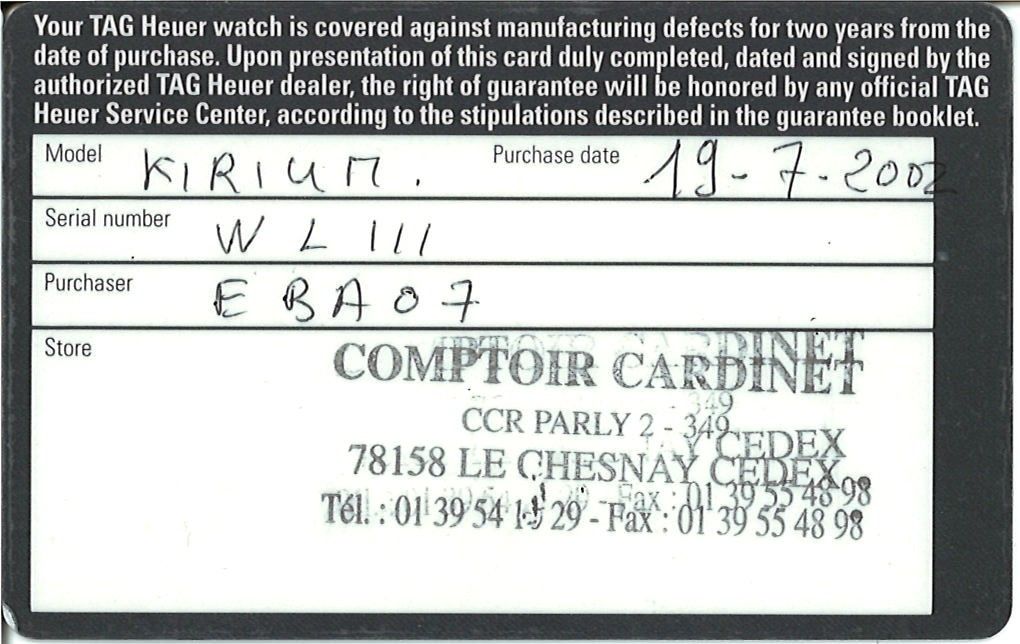 Your TAG Heuer watch is covered against manufacturing defects for two years from the
date of purchase. Upon presentation of this card duly completed, dated and signed by the
authorized TAG Heuer dealer, the right of guarantee will be honored by any official TAG
Heuer Service Center, according to the stipulations described in the guarantee booklet.
Model KIRIUM. Purchase date 19-7-2002
Serial number WL111
Purchaser EBA07
Store
COMPTOIR CARDINET
CCR PARLY 2 - 349
78158 LE CHESNAY CEDEX
Tél. : 01 39 54 29 - Fax : 01 39 55 48 98